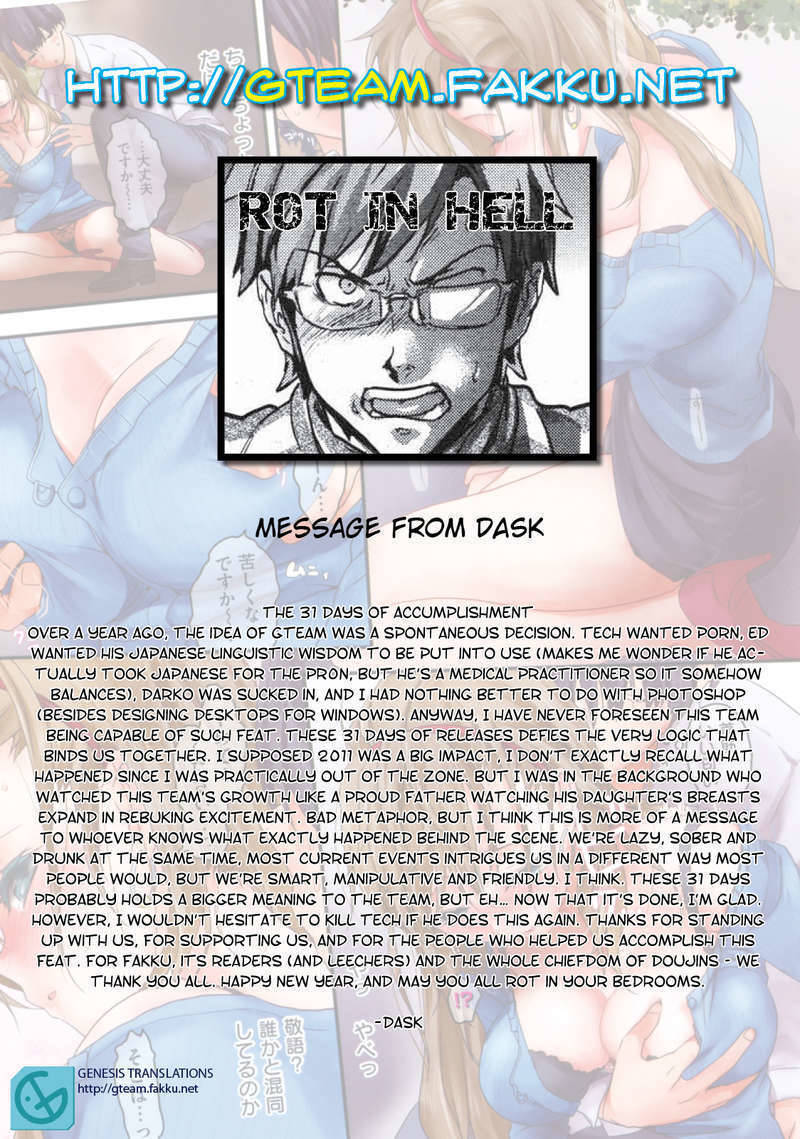 HTTP://GTEAM.FAKKU.NET
ROT IN HELL
MESSAGE FROM DASK
THE 31 DAYS OF ACCUMPLISHMENT
OVER A YEAR AGO, THE IDEA OF GTEAM WAS A SPONTANEOUS DECISION. TECH WANTED PORN, ED
WANTED HIS JAPANESE LINGUISTIC WISDOM TO BE PUT INTO USE (MAKES ME WONDER IF HE AC-
TUALLY TOOK JAPANESE FOR THE PR0N, BUT HE'S A MEDICAL PRACTITIONER SO IT SOMEHOW
BALANCES), DARKO WAS SUCKED IN, AND I HAD NOTHING BETTER TO DO WITH PHOTOSHOP
(BESIDES DESIGNING DESKTOPS FOR WINDOWS). ANYWAY, I HAVE NEVER FORESEEN THIS TEAM
BEING CAPABLE OF SUCH FEAT. THESE 31 DAYS OF RELEASES DEFIES THE VERY LOGIC THAT
BINDS US TOGETHER. I SUPPOSED 2011 WAS A BIG IMPACT, I DON'T EXACTLY RECALL WHAT
HAPPENED SINCE I WAS PRACTICALLY OUT OF THE ZONE. BUT I WAS IN THE BACKGROUND WHO
WATCHED THIS TEAM'S GROWTH LIKE A PROUD FATHER WATCHING HIS DAUGHTER'S BREASTS
EXPAND IN REBUKING EXCITEMENT. BAD METAPHOR, BUT I THINK THIS IS MORE OF A MESSAGE
TO WHOEVER KNOWS WHAT EXACTLY HAPPENED BEHIND THE SCENE. WE'RE LAZY, SOBER AND
DRUNK AT THE SAME TIME, MOST CURRENT EVENTS INTRIGUES US IN A DIFFERENT WAY MOST
PEOPLE WOULD, BUT WE'RE SMART, MANIPULATIVE AND FRIENDLY. I THINK. THESE 31 DAYS
PROBABLY HOLDS A BIGGER MEANING TO THE TEAM, BUT EH... NOW THAT IT'S DONE, I'M GLAD.
HOWEVER, I WOULDN'T HESITATE TO KILL TECH IF HE DOES THIS AGAIN. THANKS FOR STANDING
UP WITH US, FOR SUPPORTING US, AND FOR THE PEOPLE WHO HELPED US ACCOMPLISH THIS
FEAT. FOR FAKKU, ITS READERS (AND LEECHERS) AND THE WHOLE CHIEFDOM OF DOUJINS - WE
THANK YOU ALL. HAPPY NEW YEAR, AND MAY YOU ALL ROT IN YOUR BEDROOMS.
-DASK
GENESIS TRANSLATIONS
http://gteam.fakku.net
…大丈夫
ですか〜…
苦しくな
ですか〜
ムニ
!?
やべっ
敬語?
誰かと混同
してるのか